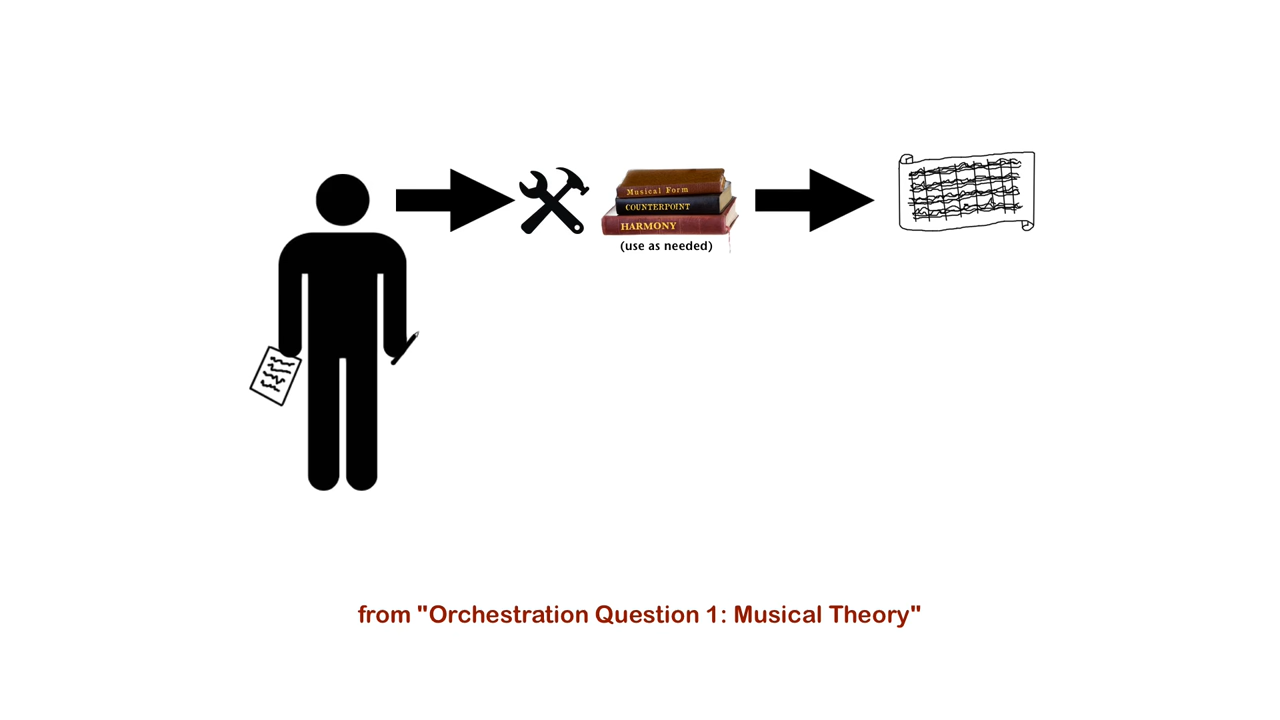 Musical Form
COUNTERPOINT
HARMONY
(use as needed)
from "Orchestration Question 1: Musical Theory"